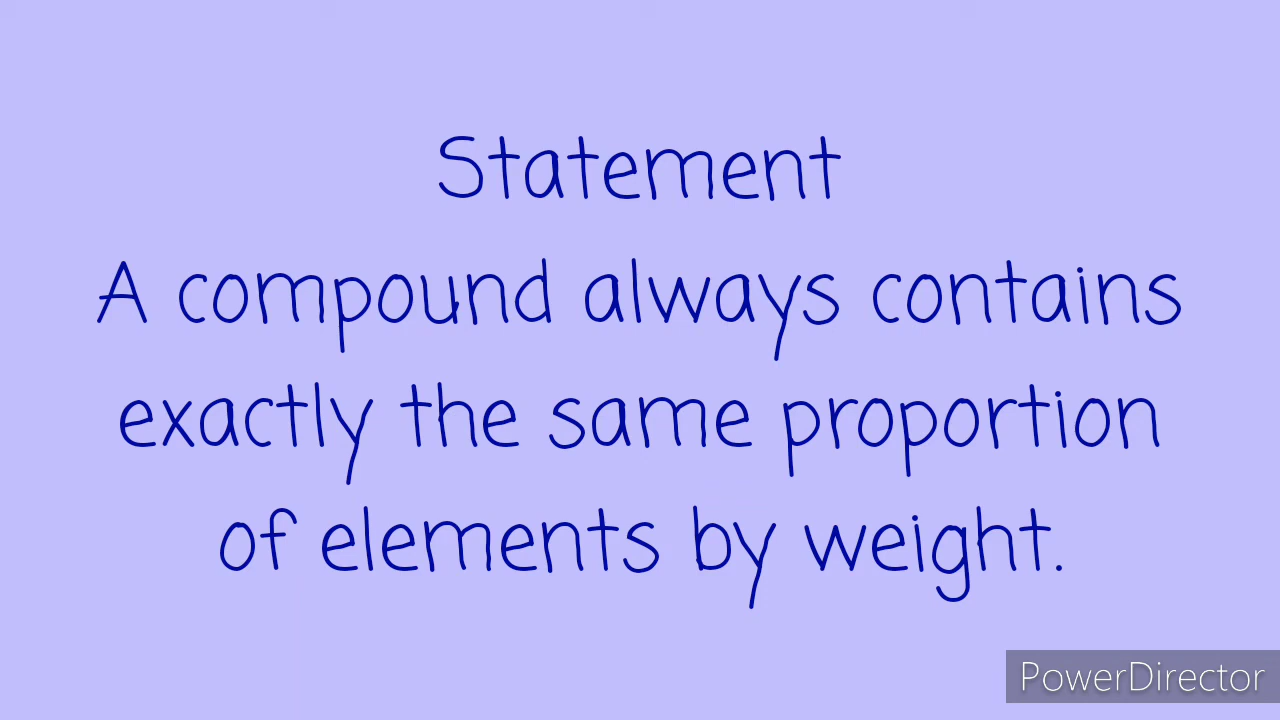 Statement
A compound always contains
exactly the same proportion
of elements by weight.
PowerDirector